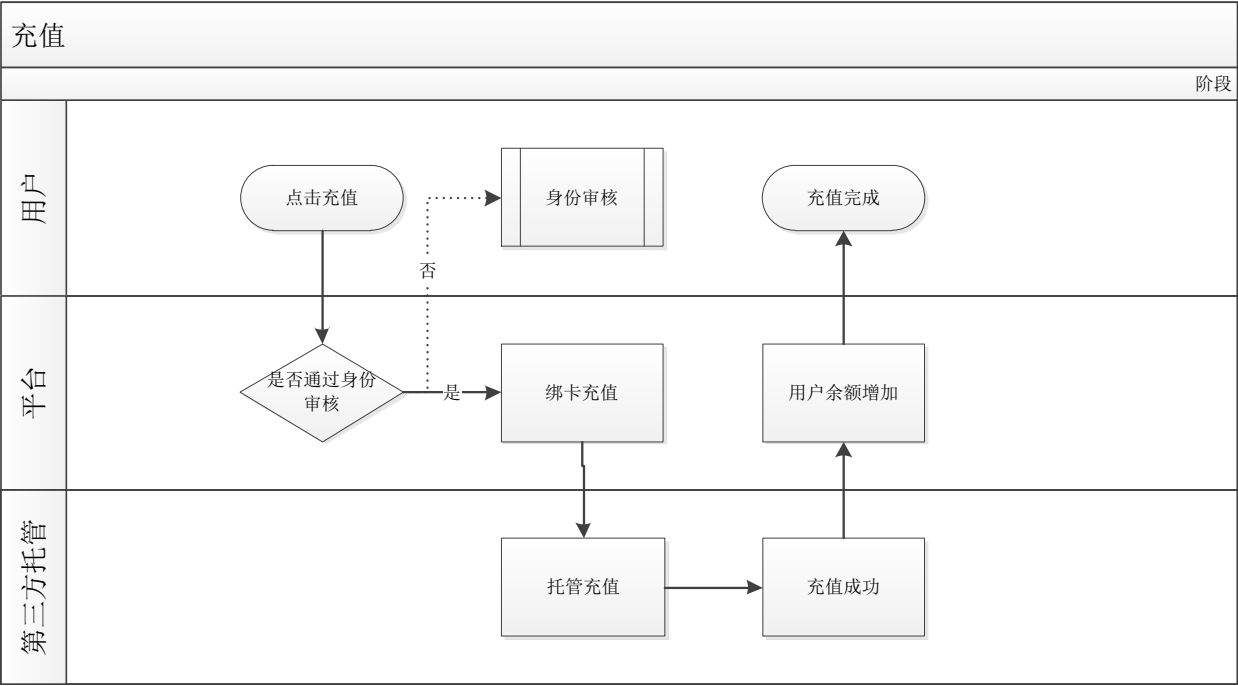 充值
阶段
用户
点击充值
身份审核
充值完成
否
平台
是否通过身份
审核
是
绑卡充值
用户余额增加
第三方托管
托管充值
充值成功